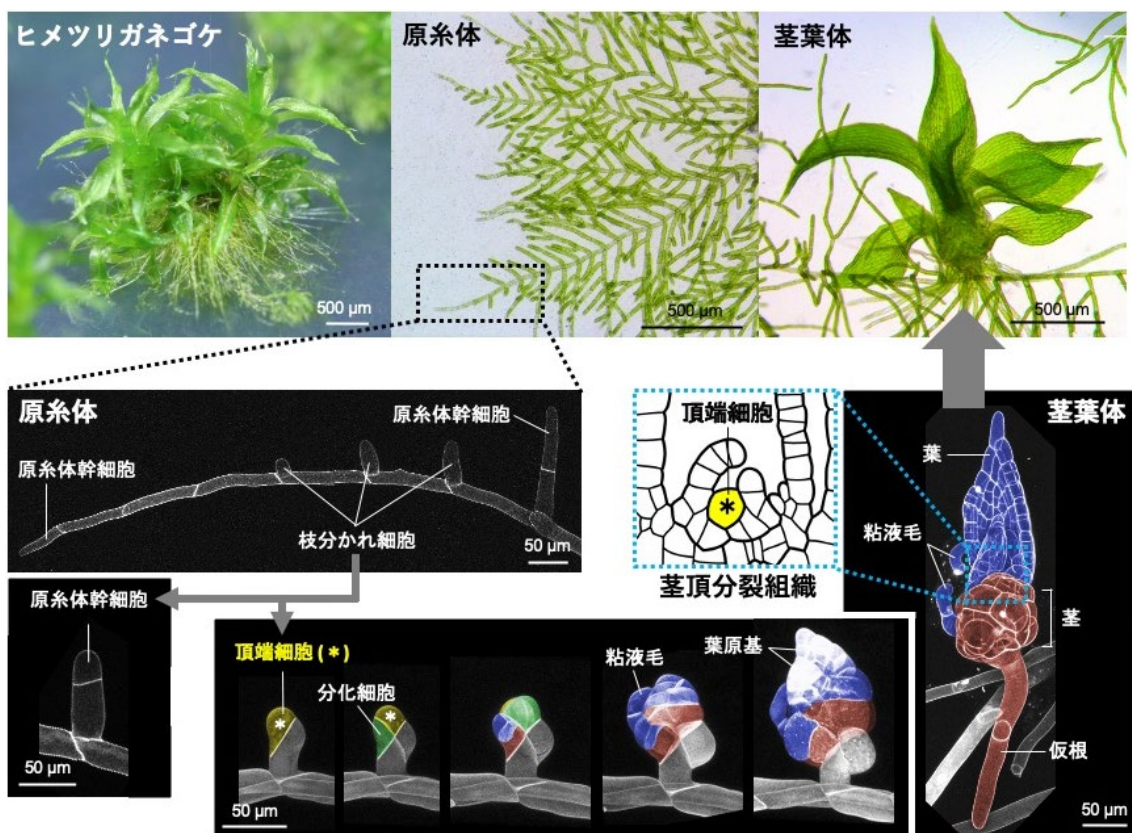 ヒメツリガネゴケ
500 µm
原糸体
500 µm
茎葉体
500 µm
原糸体
原糸体幹細胞
原糸体幹細胞
枝分かれ細胞
50 µm
頂端細胞
*
茎頂分裂組織
茎葉体
葉
粘液毛
茎
仮根
50 µm
原糸体幹細胞
50 µm
頂端細胞(*)
*
分化細胞
*
粘液毛
葉原基
50 µm